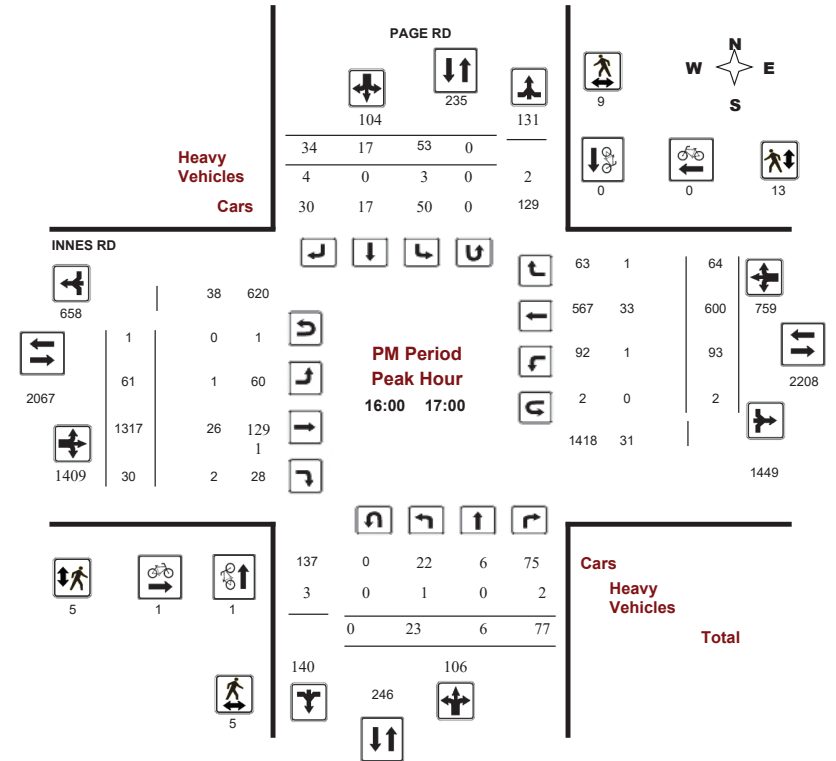 PAGE RD
N
W E
S
235
9
104 131
34 17 53 0
Heavy
Vehicles
4 0 3 0 2
Cars 30 17 50 0 129
0 0 13
INNES RD
63 1 64
658
38 620
567 33 600 759
1 0 1
PM Period
Peak Hour
16:00 17:00
92 1 93
2208
2067
61 1 60
2 0 2
1317 26 129
1
1418 31
1409 30 2 28
1449
137 0 22 6 75 Cars
3 0 1 0 2 Heavy
Vehicles
5 1 1
0 23 6 77 Total
140 106
246
5